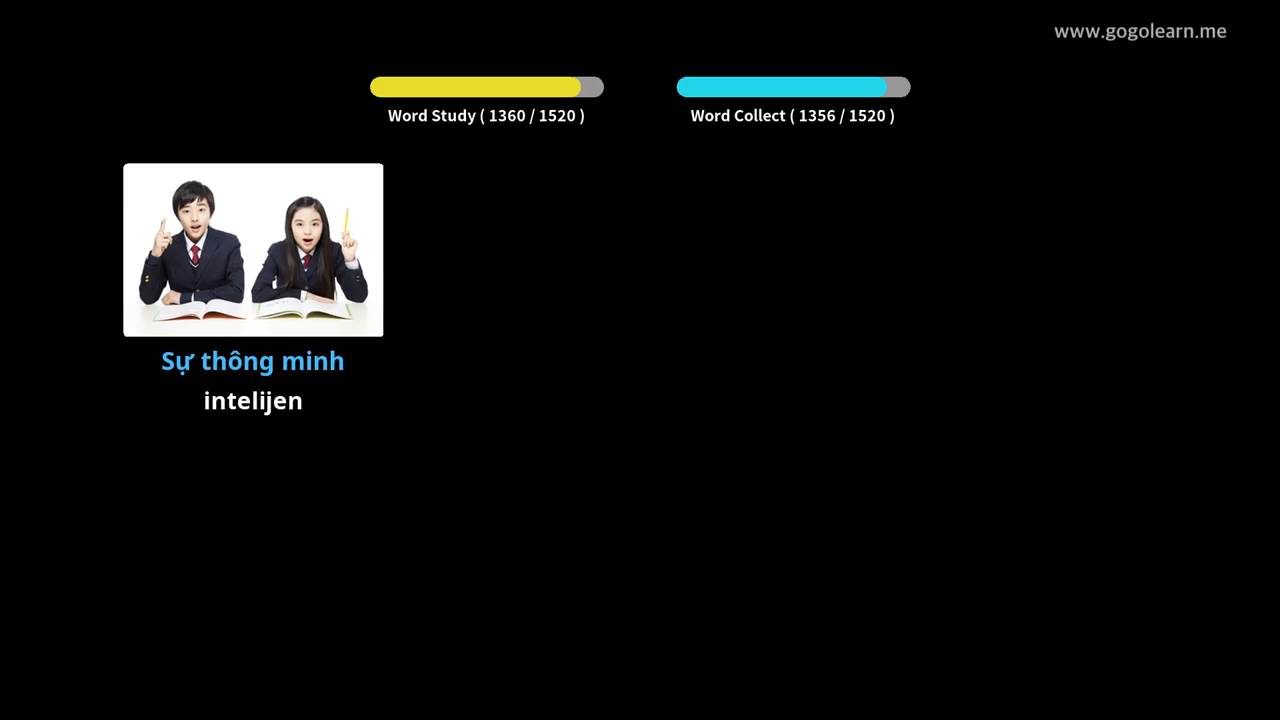 www.gogolearn.me
Word Study ( 1360 / 1520 )
Word Collect ( 1356 / 1520 )
Sự thông minh
intelijen